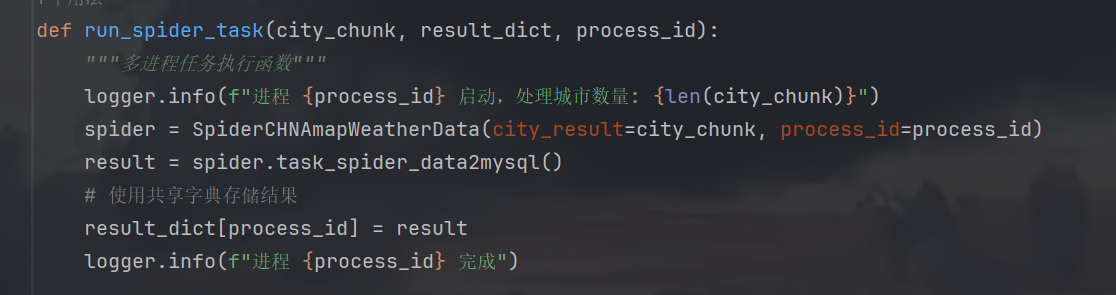 def run_spider_task(city_chunk, result_dict, process_id):
"""多进程任务执行函数"""
logger.info(f"进程 {process_id} 启动，处理城市数量: {len(city_chunk)}")
spider = SpiderCHNAmapWeatherData(city_result=city_chunk, process_id=process_id)
result = spider.task_spider_data2mysql()
# 使用共享字典存储结果
result_dict[process_id] = result
logger.info(f"进程 {process_id} 完成")